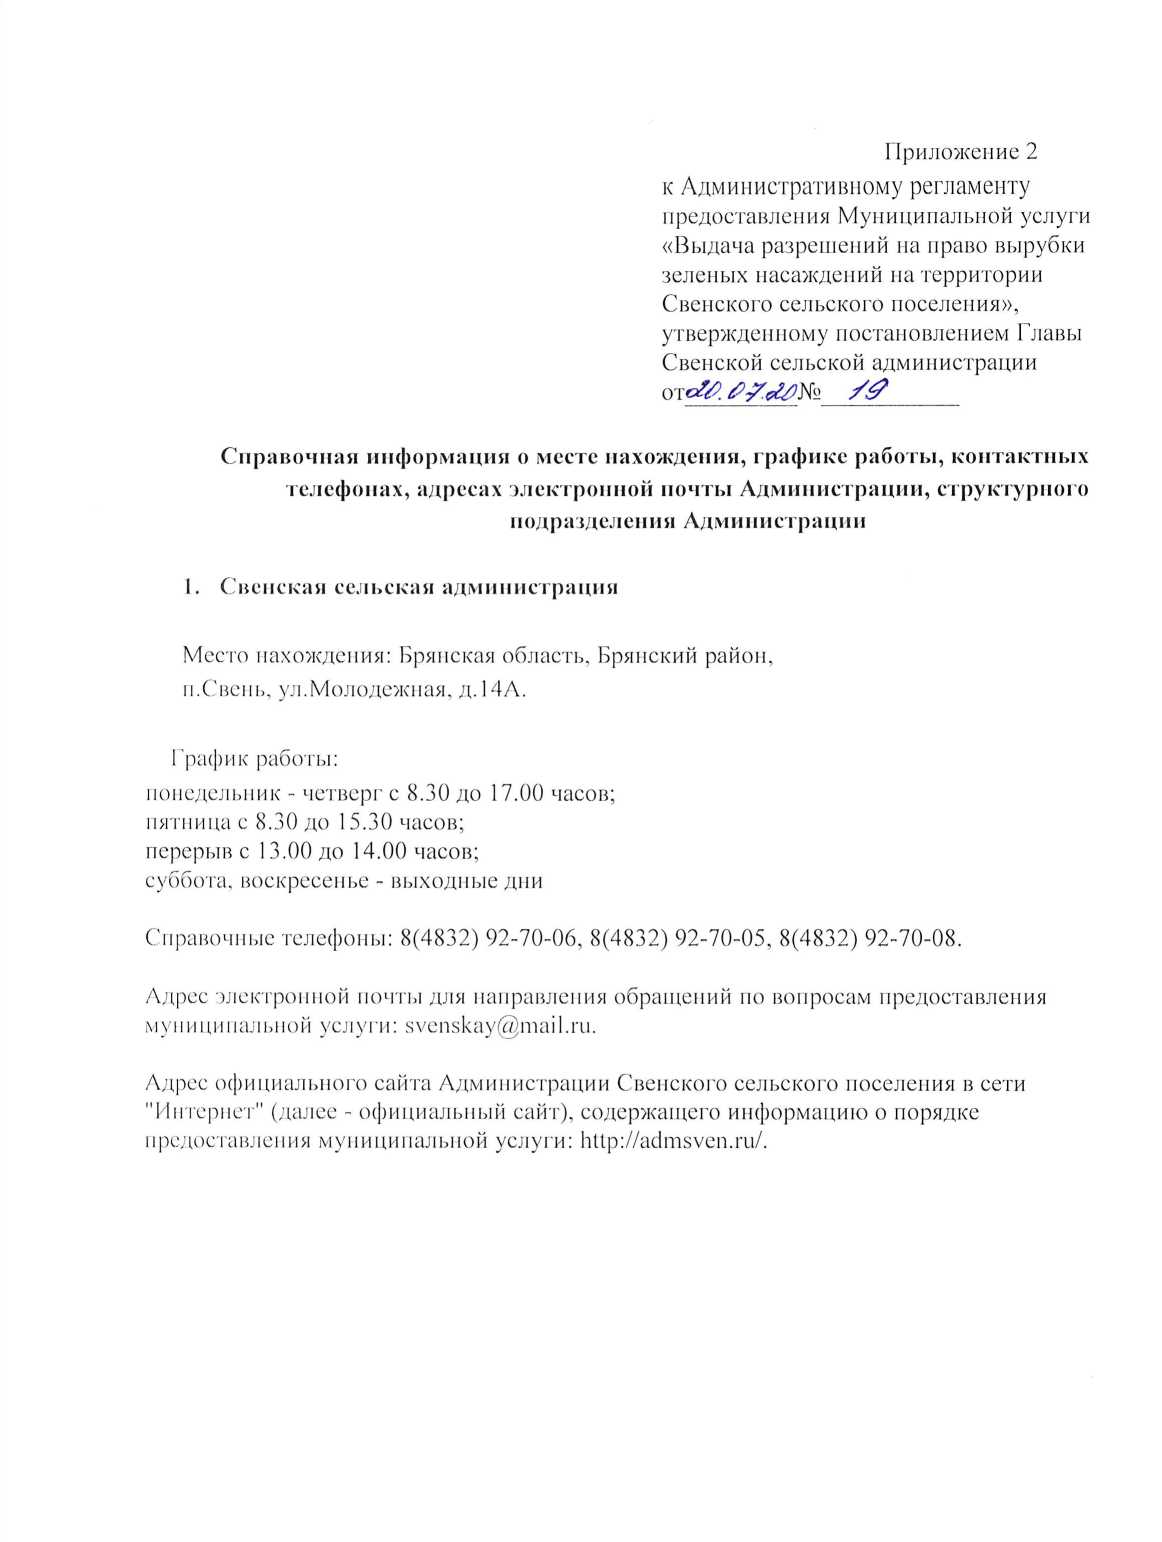 Приложение 2
к Административному регламенту
предоставления Муниципальной услуги
«Выдача разрешений на право вырубки
зеленых насаждений на территории
Свенского сельского поселения»,
утвержденному постановлением Главы
Свенской сельской администрации
от 20.07.20 № 19
Справочная информация о месте нахождения, графике работы, контактных
телефонах, адресах электронной почты Администрации, структурного
подразделения Администрации
1. Свенская сельская администрация
Место нахождения: Брянская область, Брянский район,
п.Свень, ул.Молодежная, д.14А.
График работы:
понедельник - четверг с 8.30 до 17.00 часов;
пятница с 8.30 до 15.30 часов;
перерыв с 13.00 до 14.00 часов;
суббота, воскресенье - выходные дни
Справочные телефоны: 8(4832) 92-70-06, 8(4832) 92-70-05, 8(4832) 92-70-08.
Адрес электронной почты для направления обращений по вопросам предоставления
муниципальной услуги: svenskay@mail.ru.
Адрес официального сайта Администрации Свенского сельского поселения в сети
"Интернет" (далее - официальный сайт), содержащего информацию о порядке
предоставления муниципальной услуги: http://admsven.ru/.